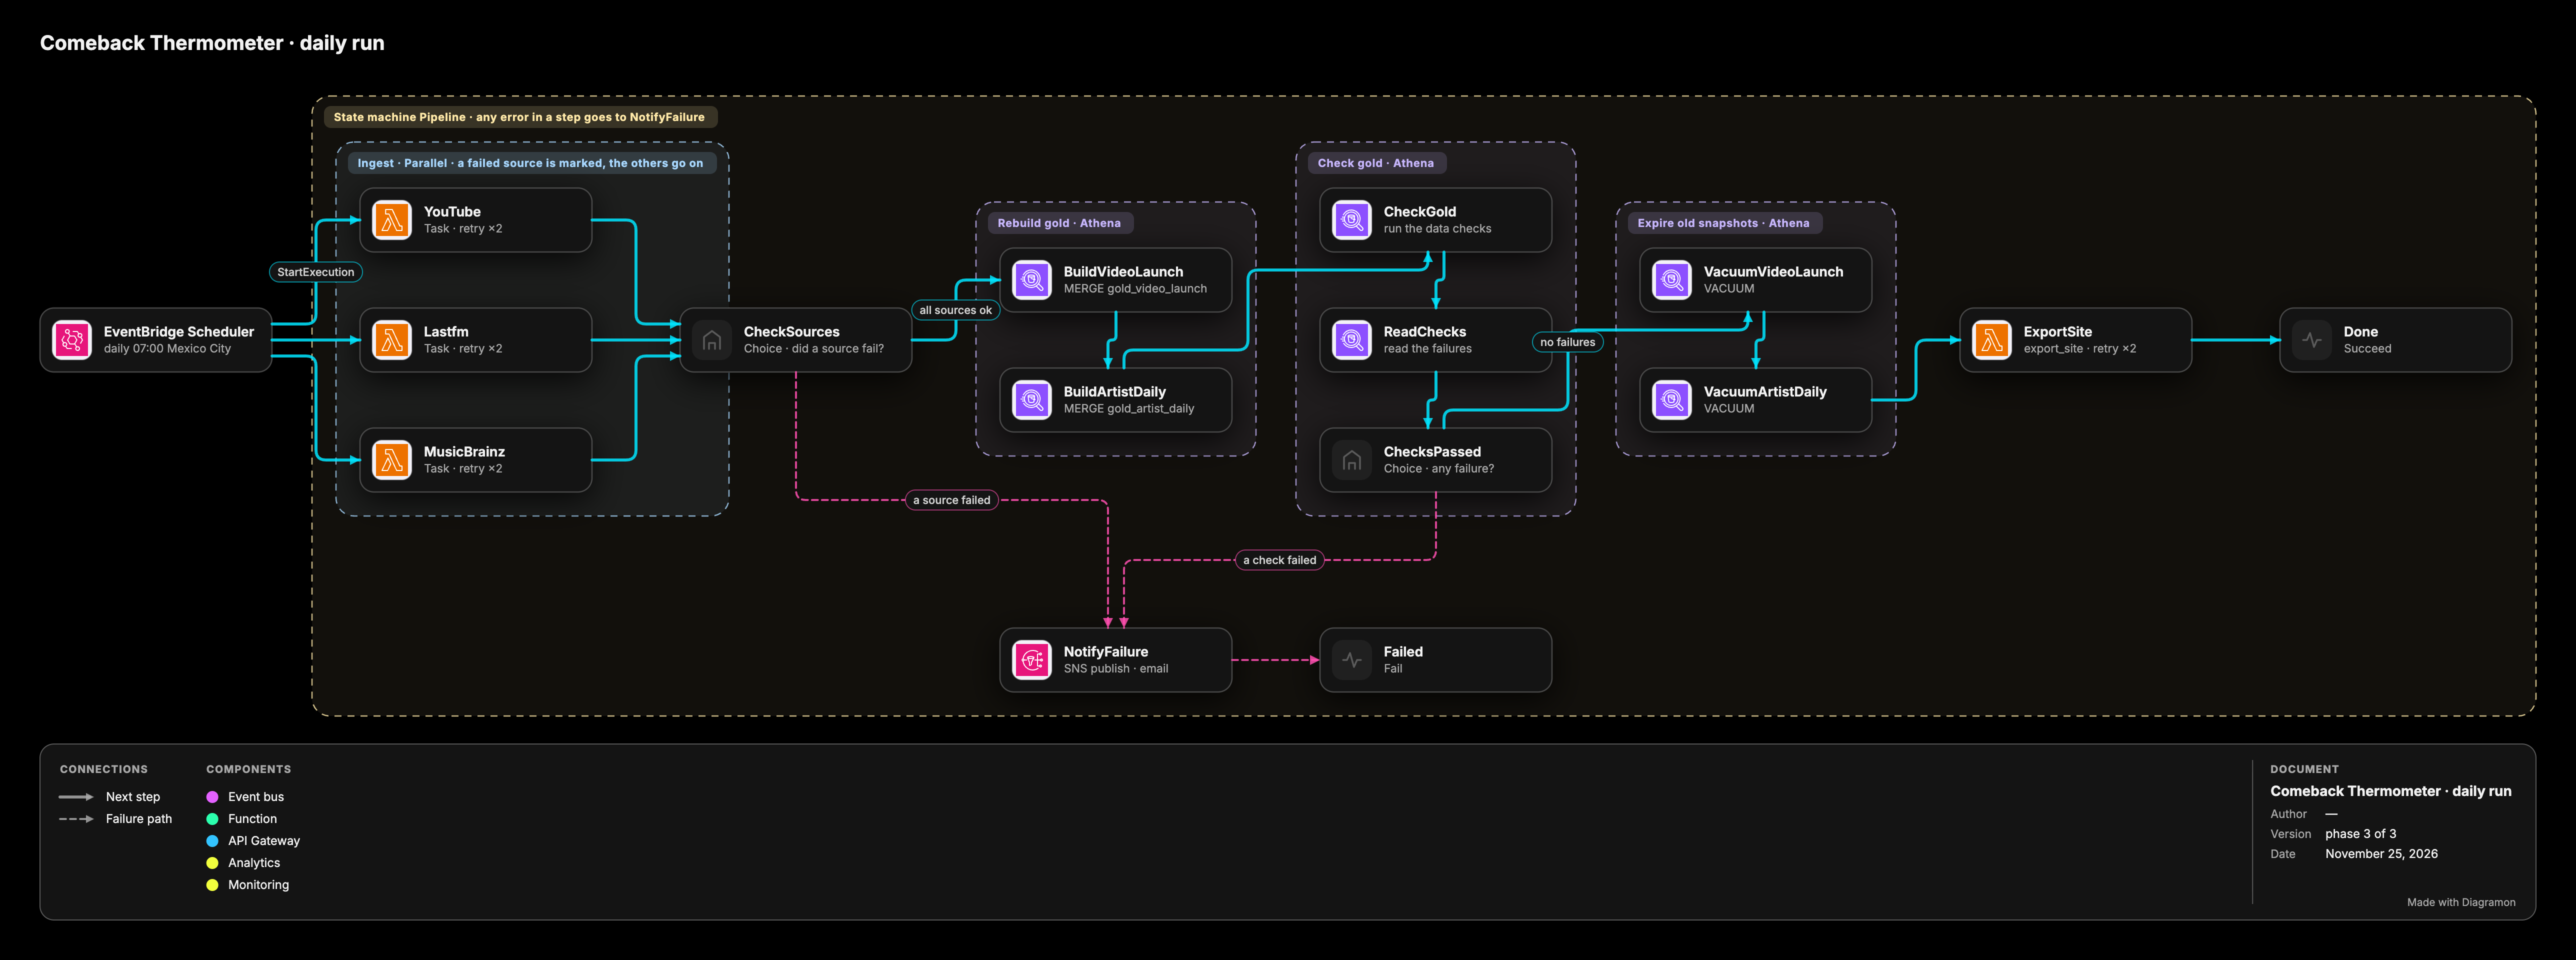 Comeback Thermometer · daily run
State machine Pipeline · any error in a step goes to NotifyFailure
Ingest · Parallel · a failed source is marked, the others go on
YouTube
Task · retry ×2
StartExecution
EventBridge Scheduler
daily 07:00 Mexico City
Lastfm
Task · retry ×2
MusicBrainz
Task · retry ×2
CheckSources
Choice · did a source fail?
all sources ok
a source failed
Rebuild gold · Athena
BuildVideoLaunch
MERGE gold_video_launch
BuildArtistDaily
MERGE gold_artist_daily
Check gold · Athena
CheckGold
run the data checks
ReadChecks
read the failures
ChecksPassed
Choice · any failure?
no failures
a check failed
Expire old snapshots · Athena
VacuumVideoLaunch
VACUUM
VacuumArtistDaily
VACUUM
ExportSite
export_site · retry ×2
Done
Succeed
NotifyFailure
SNS publish · email
Failed
Fail
CONNECTIONS
Next step
Failure path
COMPONENTS
Event bus
Function
API Gateway
Analytics
Monitoring
DOCUMENT
Comeback Thermometer · daily run
Author —
Version phase 3 of 3
Date November 25, 2026
Made with Diagramon